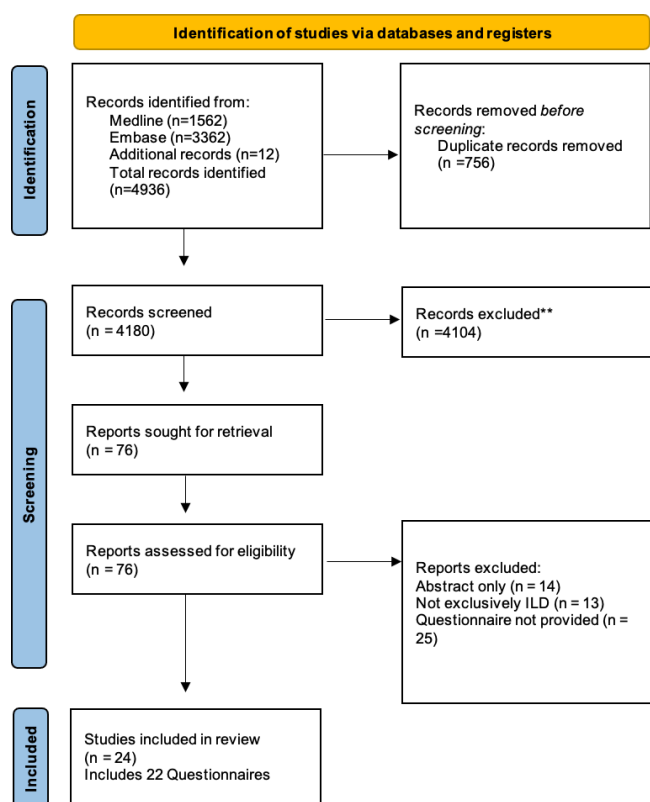 Identification of studies via databases and registers
Identification
Records identified from:
Medline (n=1562)
Embase (n=3362)
Additional records (n=12)
Total records identified
(n=4936)
Records removed before
screening:
Duplicate records removed
(n =756)
Screening
Records screened
(n = 4180)
Records excluded**
(n =4104)
Reports sought for retrieval
(n = 76)
Reports assessed for eligibility
(n = 76)
Reports excluded:
Abstract only (n = 14)
Not exclusively ILD (n = 13)
Questionnaire not provided (n =
25)
Included
Studies included in review
(n = 24)
Includes 22 Questionnaires